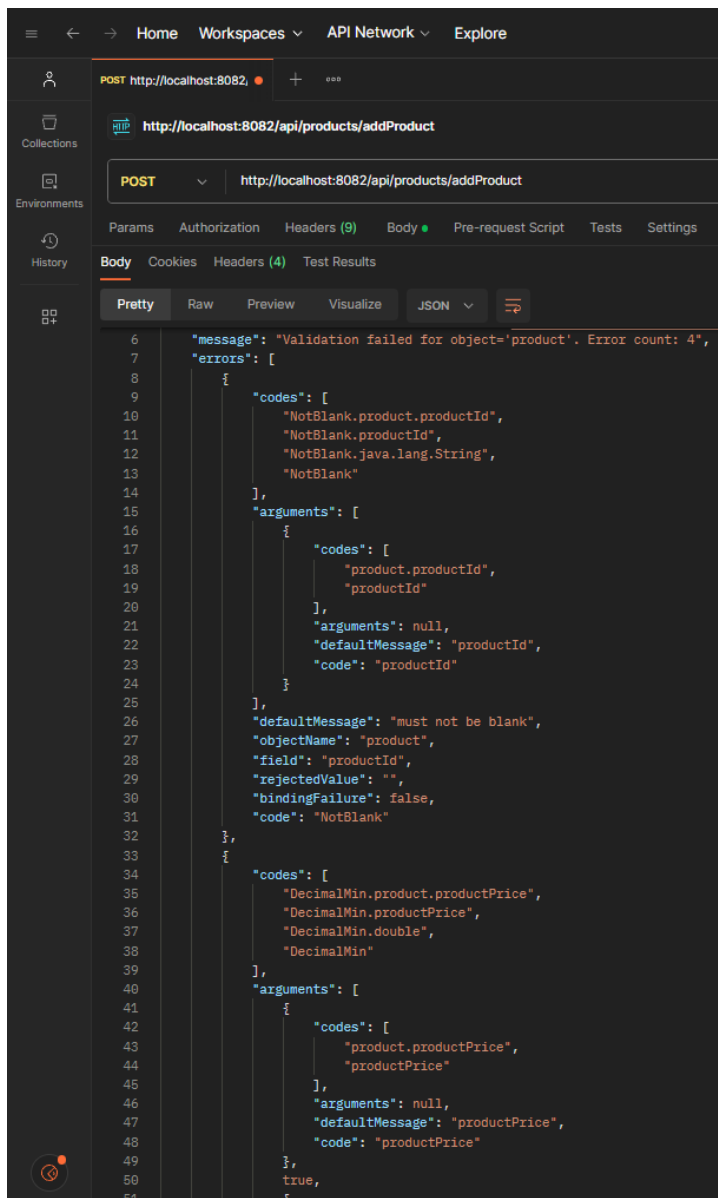 Home Workspaces API Network Explore
POST http://localhost:8082/
HTTP http://localhost:8082/api/products/addProduct
Collections
POST http://localhost:8082/api/products/addProduct
Environments
Params Authorization Headers (9) Body Pre-request Script Tests Settings
History
Body Cookies Headers (4) Test Results
Pretty Raw Preview Visualize JSON
6 "message": "Validation failed for object='product'. Error count: 4",
7 "errors": [
8 {
9 "codes": [
10 "NotBlank.product.productId",
11 "NotBlank.productId",
12 "NotBlank.java.lang.String",
13 "NotBlank"
14 ],
15 "arguments": [
16 {
17 "codes": [
18 "product.productId",
19 "productId"
20 ],
21 "arguments": null,
22 "defaultMessage": "productId",
23 "code": "productId"
24 }
25 ],
26 "defaultMessage": "must not be blank",
27 "objectName": "product",
28 "field": "productId",
29 "rejectedValue": "",
30 "bindingFailure": false,
31 "code": "NotBlank"
32 },
33 {
34 "codes": [
35 "DecimalMin.product.productPrice",
36 "DecimalMin.productPrice",
37 "DecimalMin.double",
38 "DecimalMin"
39 ],
40 "arguments": [
41 {
42 "codes": [
43 "product.productPrice",
44 "productPrice"
45 ],
46 "arguments": null,
47 "defaultMessage": "productPrice",
48 "code": "productPrice"
49 },
50 true,